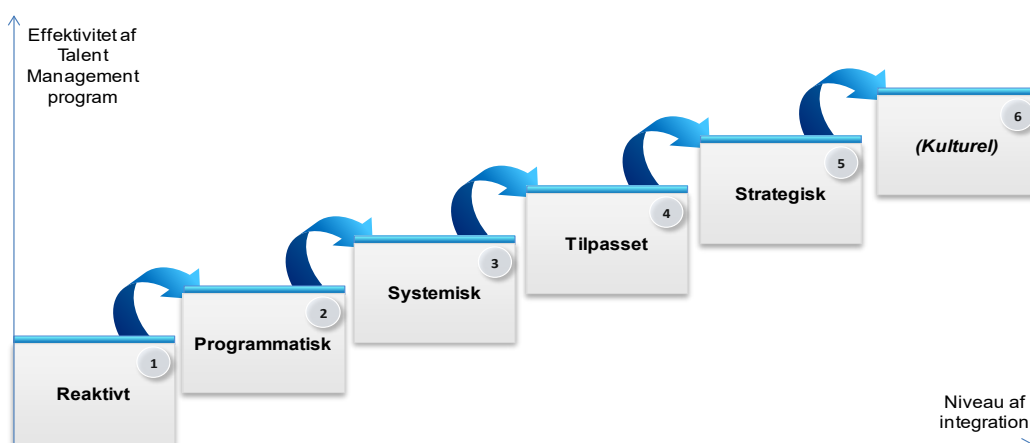 Effektivitet af
Talent
Management
program
Reaktivt
1
Programmatisk
2
Systemisk
3
Tilpasset
4
Strategisk
5
(Kulturel)
6
Niveau af
integration